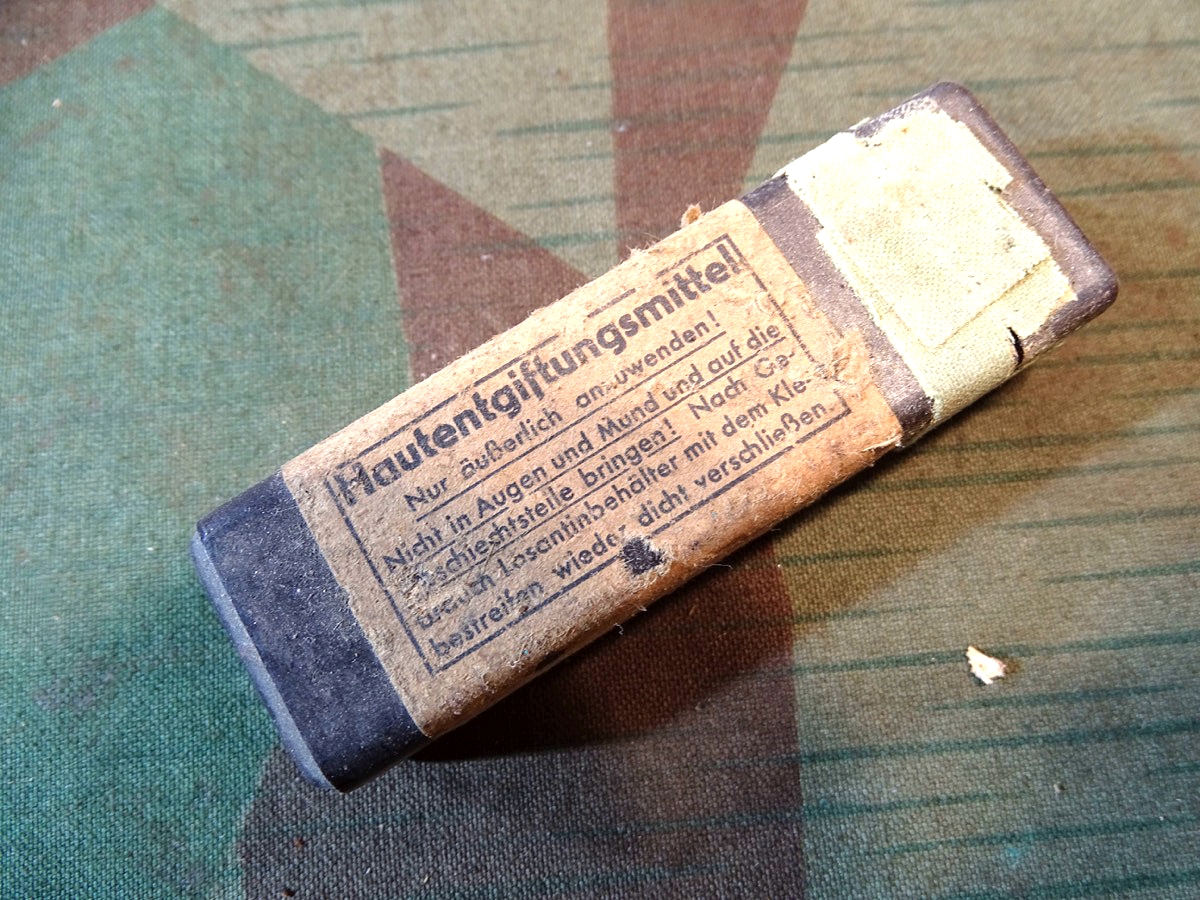 Hautentgiftungsmittel
Nur äußerlich anzuwenden!
Nicht in Augen und Mund und auf die
Geschlechtsteile bringen! Nach Ge-
brauch Losantinbehälter mit dem Kle-
bestreifen wieder dicht verschließen.